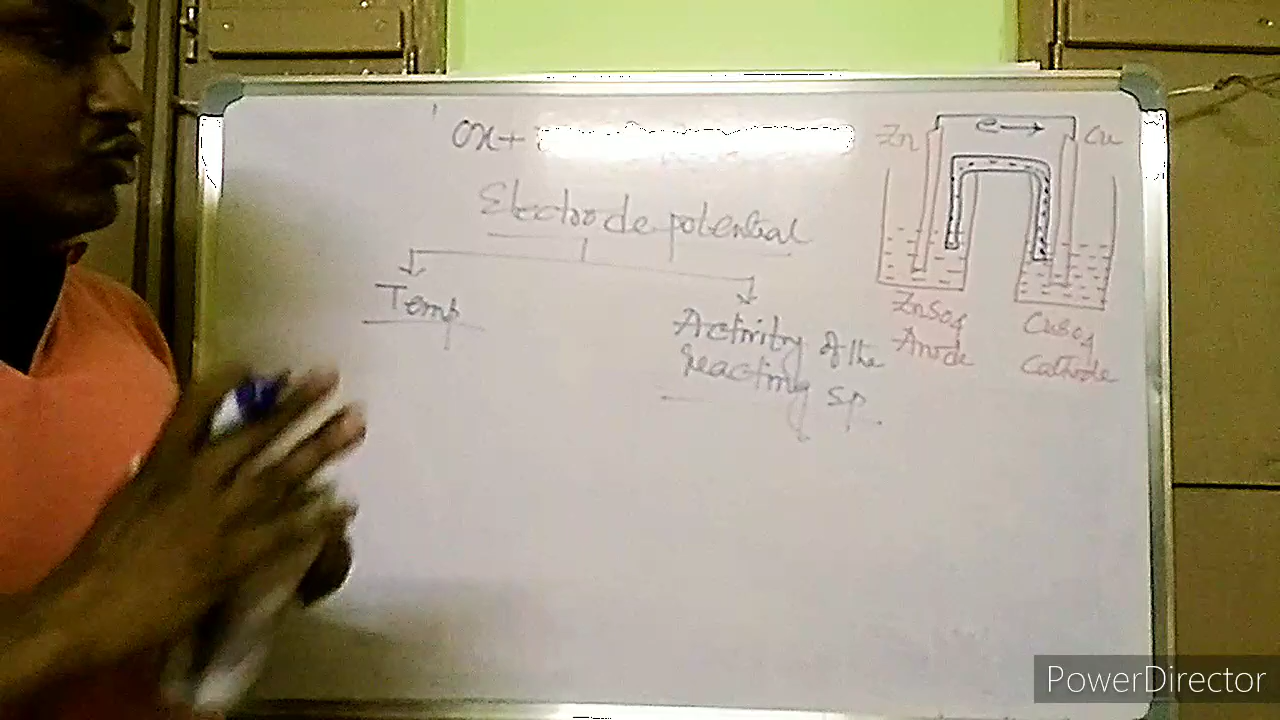 Ox+
e→
Zn
Cu
Electrode potential
Temp
Activity of the
reacting sp.
ZnSO4
Anode
CuSO4
Cathode
PowerDirector